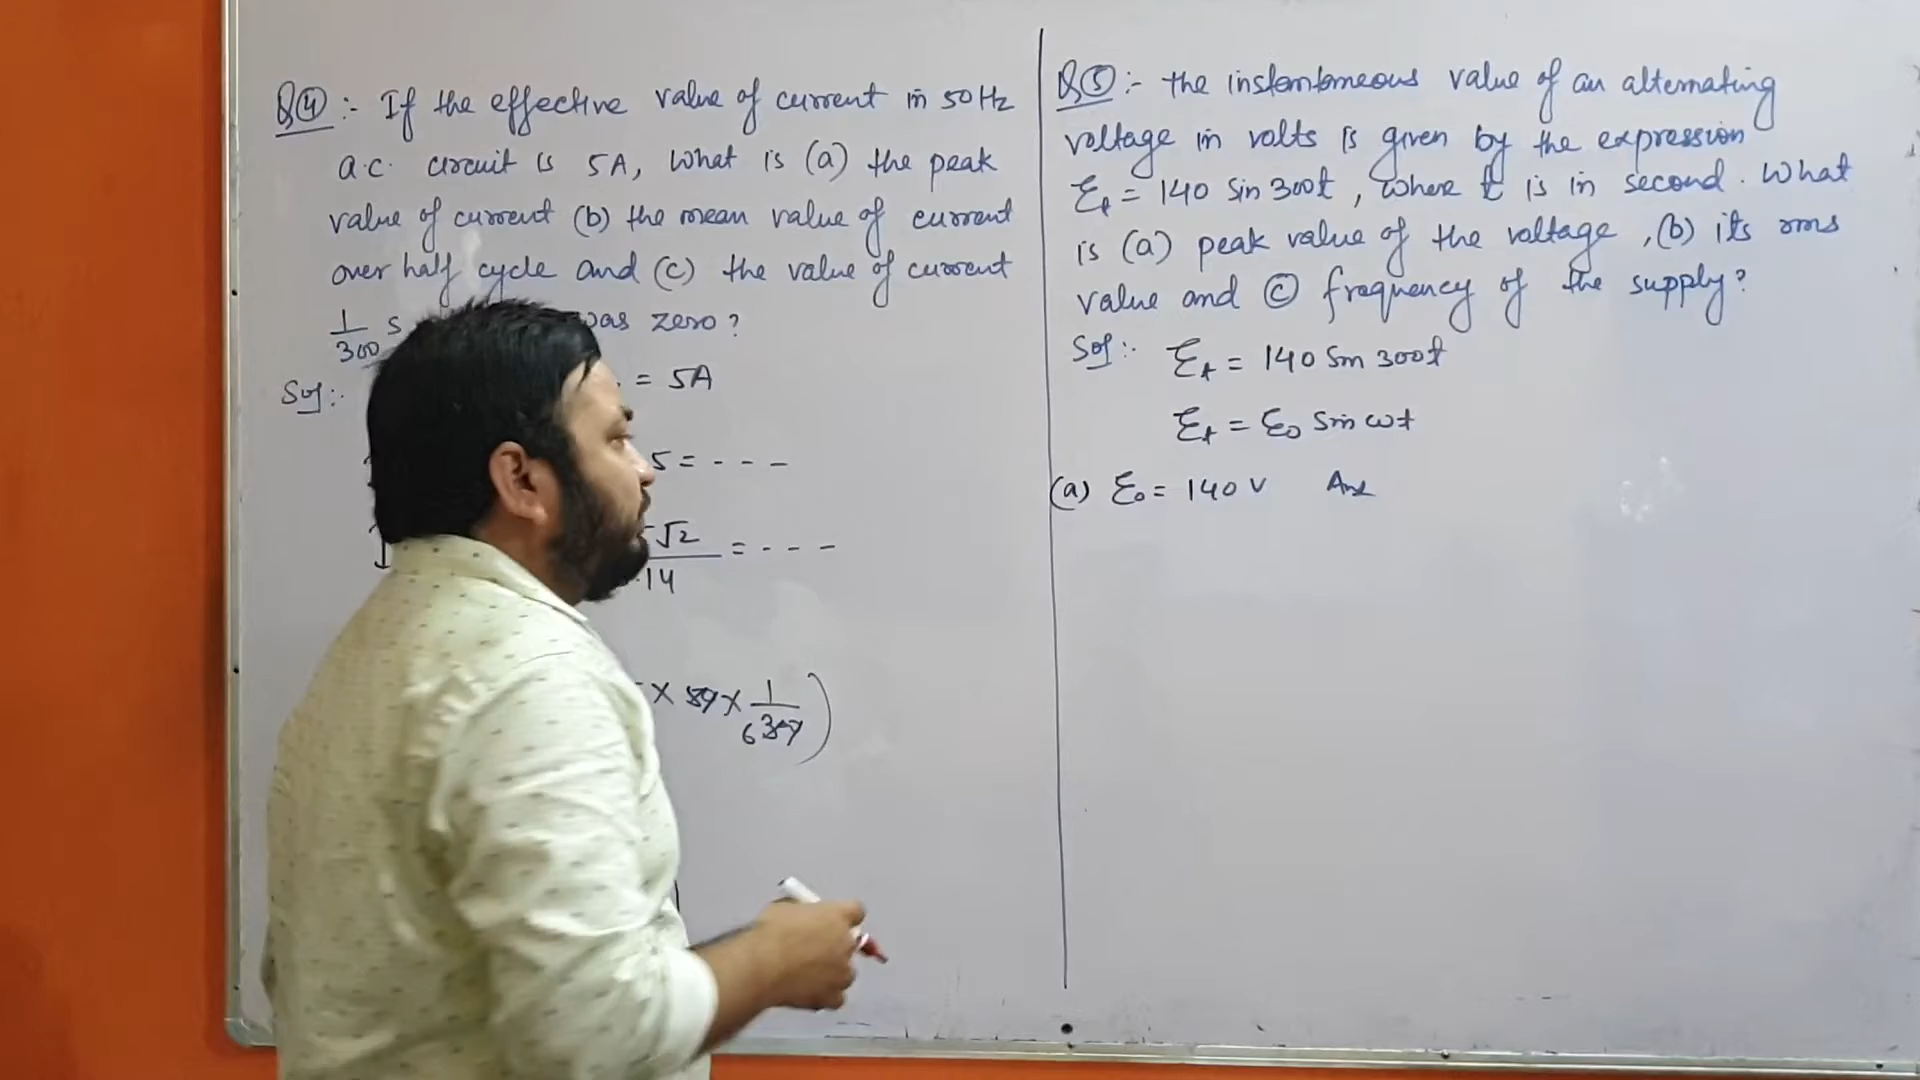 Q④:- If the effective value of current in 50Hz
a.c. circuit is 5A, What is (a) the peak
value of current (b) the mean value of current
over half cycle and (c) the value of current
1/300 s was zero?
Sol:- = 5A
5 = - - -
√2/.14 = - - -
× 50 × 1/6300)
Q⑤:- the instantaneous value of an alternating
voltage in volts is given by the expression
Ɛt = 140 sin 300t, where t is in second. What
is (a) peak value of the voltage, (b) its rms
value and © frequency of the supply?
Sol:- Ɛt = 140 Sin 300t
Ɛt = Ɛ0 Sin ωt
(a) Ɛ0 = 140 V Ans